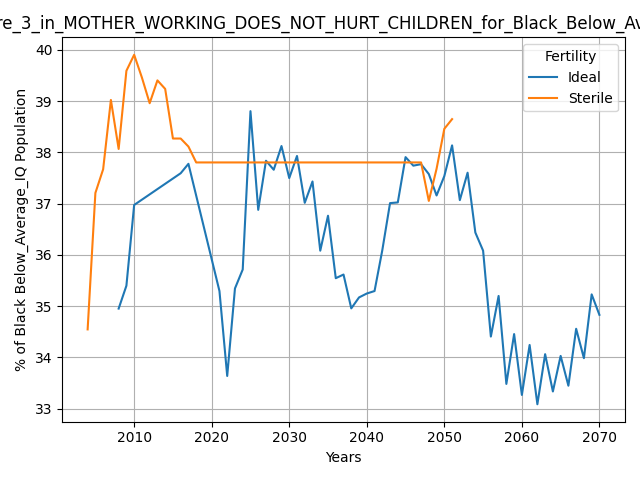 re_3_in_MOTHER_WORKING_DOES_NOT_HURT_CHILDREN_for_Black_Below_Av
Fertility
Ideal
Sterile
% of Black Below_Average_IQ Population
40
39
38
37
36
35
34
33
2010
2020
2030
2040
2050
2060
2070
Years